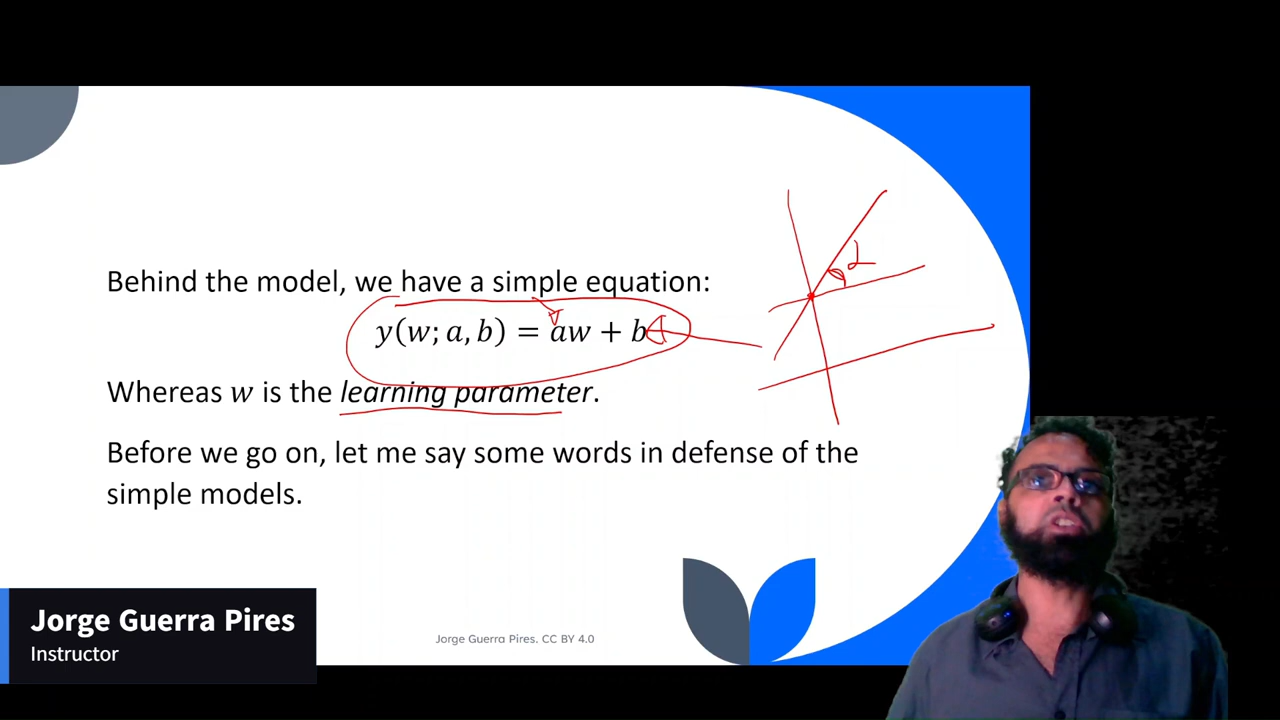 Behind the model, we have a simple equation:
y(w; a, b) = aw + b
Whereas w is the learning parameter.
Before we go on, let me say some words in defense of the
simple models.
Jorge Guerra Pires
Instructor
Jorge Guerra Pires. CC BY 4.0